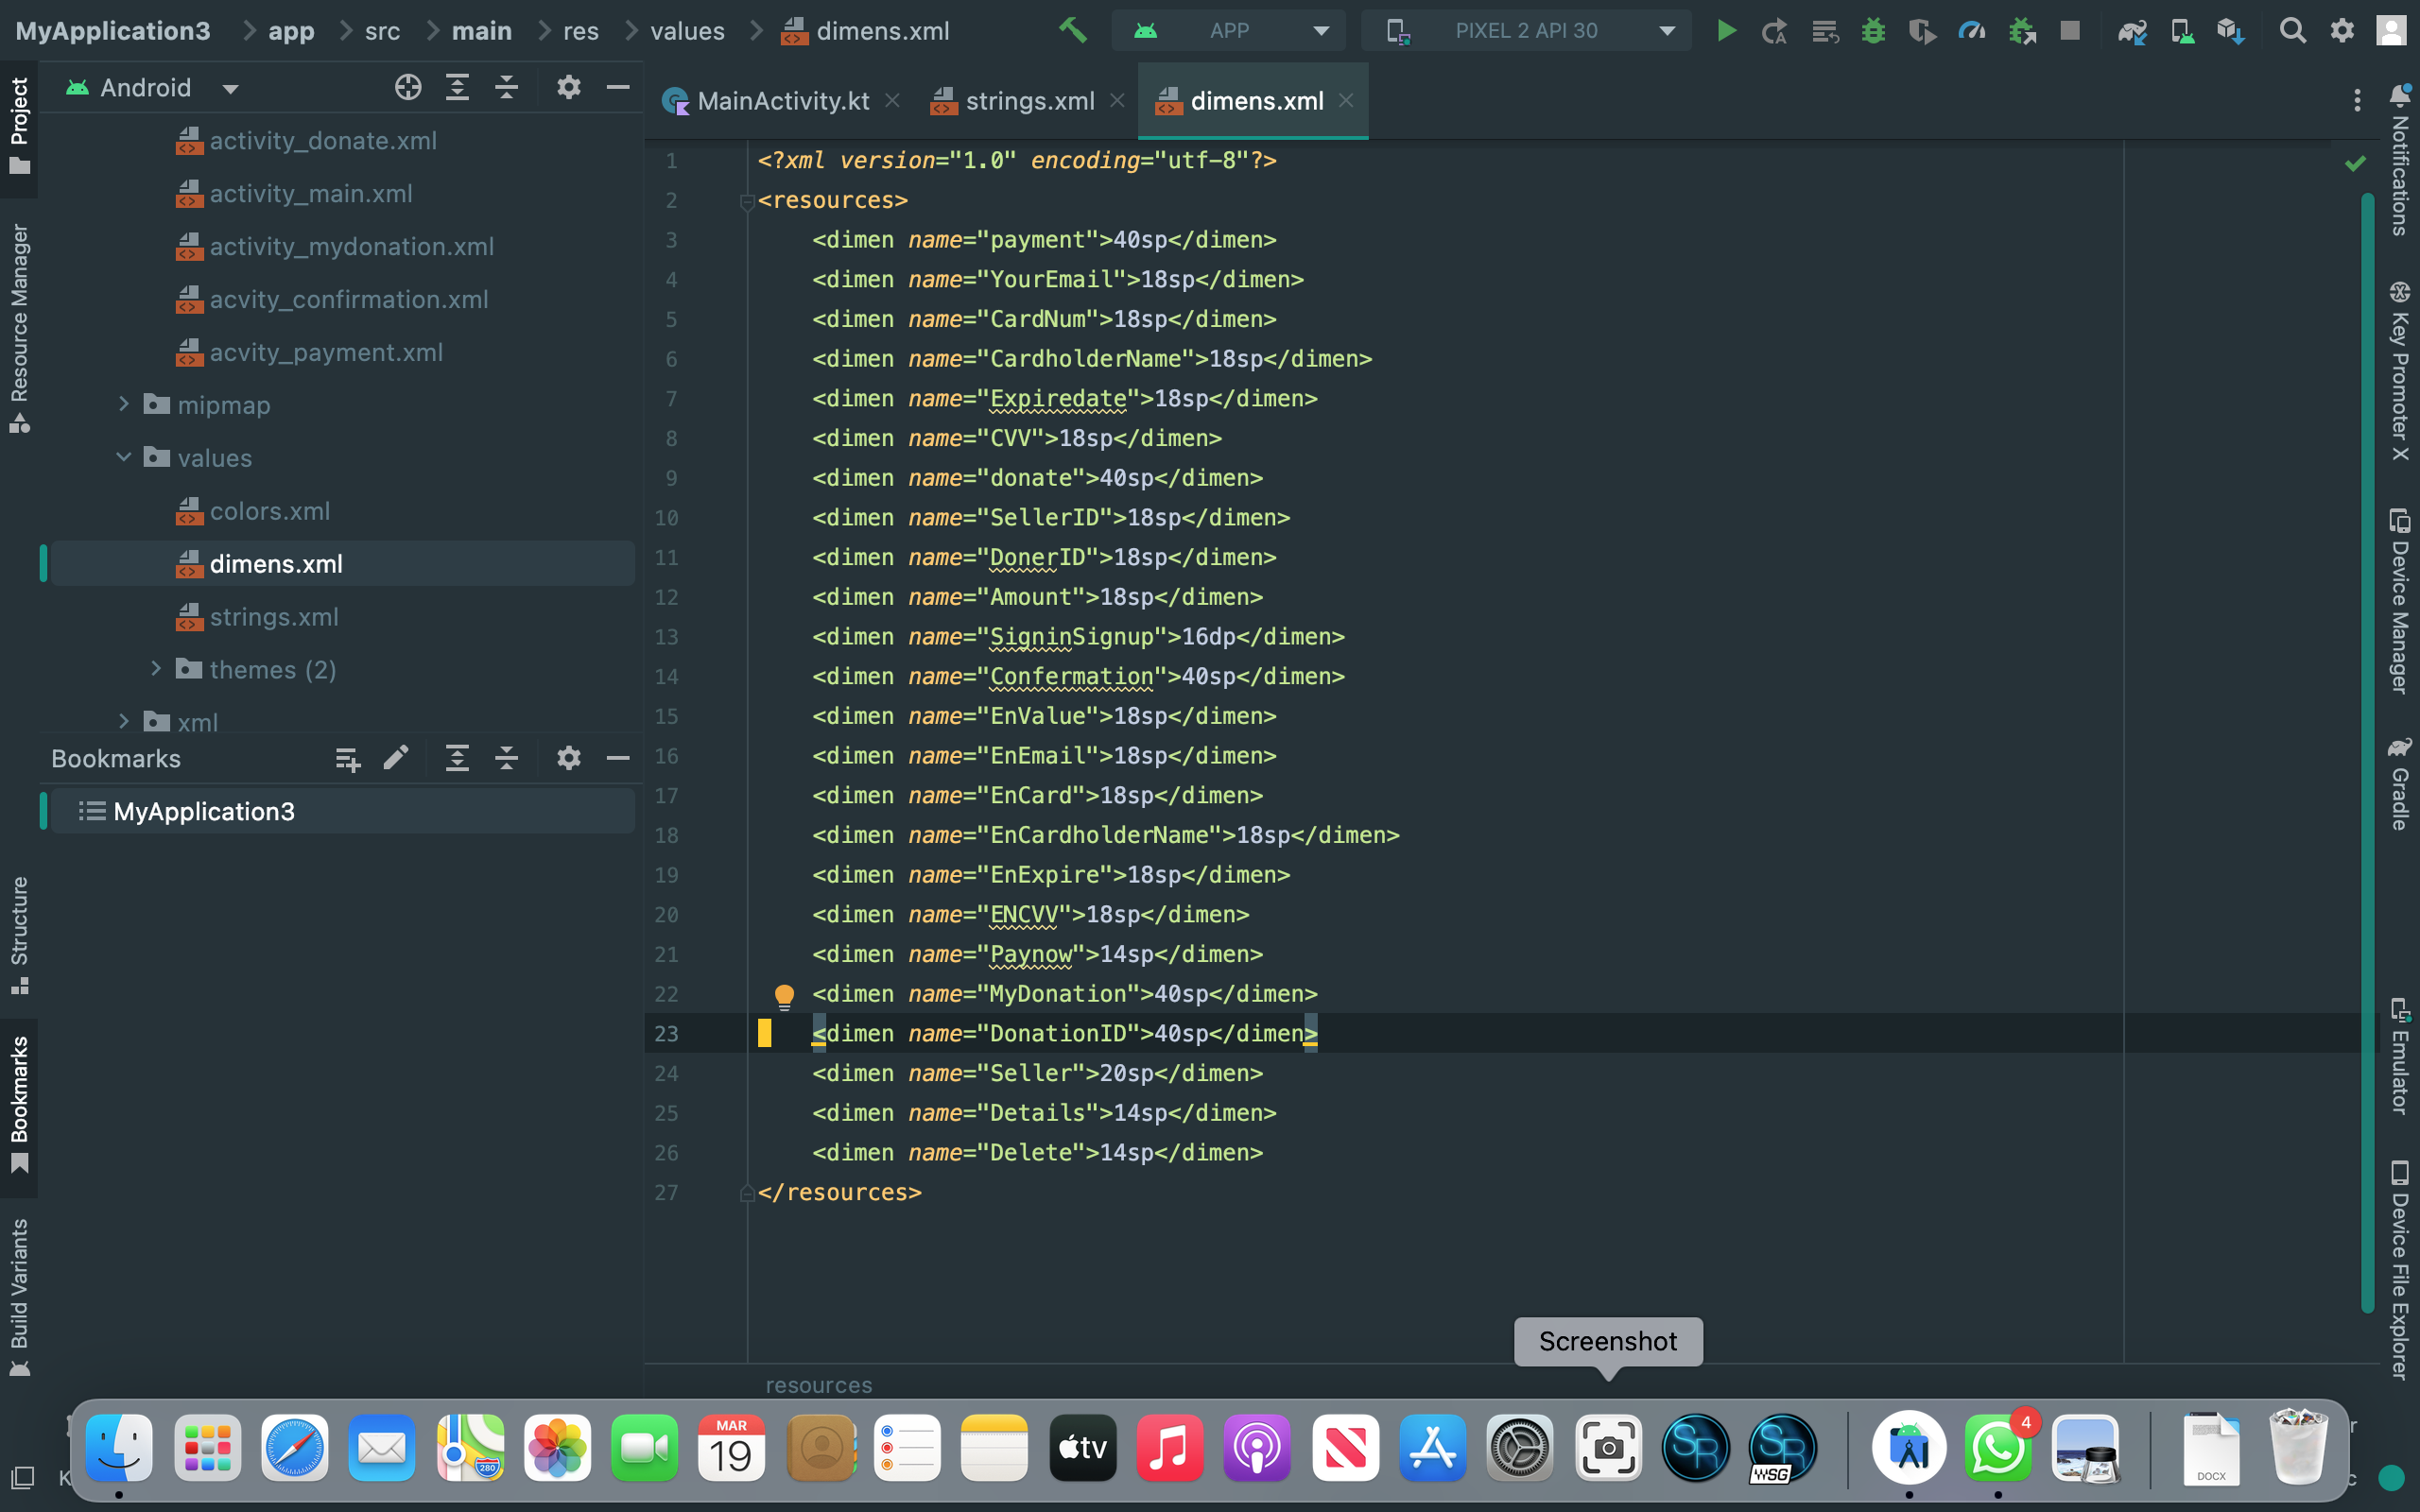 MyApplication3 app src main res values dimens.xml APP PIXEL 2 API 30
Project
Resource Manager
Structure
Bookmarks
Build Variants
Android
activity_donate.xml
activity_main.xml
activity_mydonation.xml
acvity_confirmation.xml
acvity_payment.xml
mipmap
values
colors.xml
dimens.xml
strings.xml
themes (2)
xml
Bookmarks
MyApplication3
MainActivity.kt strings.xml dimens.xml
1 <?xml version="1.0" encoding="utf-8"?>
2 <resources>
3 <dimen name="payment">40sp</dimen>
4 <dimen name="YourEmail">18sp</dimen>
5 <dimen name="CardNum">18sp</dimen>
6 <dimen name="CardholderName">18sp</dimen>
7 <dimen name="Expiredate">18sp</dimen>
8 <dimen name="CVV">18sp</dimen>
9 <dimen name="donate">40sp</dimen>
10 <dimen name="SellerID">18sp</dimen>
11 <dimen name="DonerID">18sp</dimen>
12 <dimen name="Amount">18sp</dimen>
13 <dimen name="SigninSignup">16dp</dimen>
14 <dimen name="Confermation">40sp</dimen>
15 <dimen name="EnValue">18sp</dimen>
16 <dimen name="EnEmail">18sp</dimen>
17 <dimen name="EnCard">18sp</dimen>
18 <dimen name="EnCardholderName">18sp</dimen>
19 <dimen name="EnExpire">18sp</dimen>
20 <dimen name="ENCVV">18sp</dimen>
21 <dimen name="Paynow">14sp</dimen>
22 <dimen name="MyDonation">40sp</dimen>
23 <dimen name="DonationID">40sp</dimen>
24 <dimen name="Seller">20sp</dimen>
25 <dimen name="Details">14sp</dimen>
26 <dimen name="Delete">14sp</dimen>
27 </resources>
resources
Notifications
Key Promoter X
Device Manager
Gradle
Emulator
Device File Explorer
Screenshot
MAR
19
280
tv
SR
SR
WSG
4
DOCX